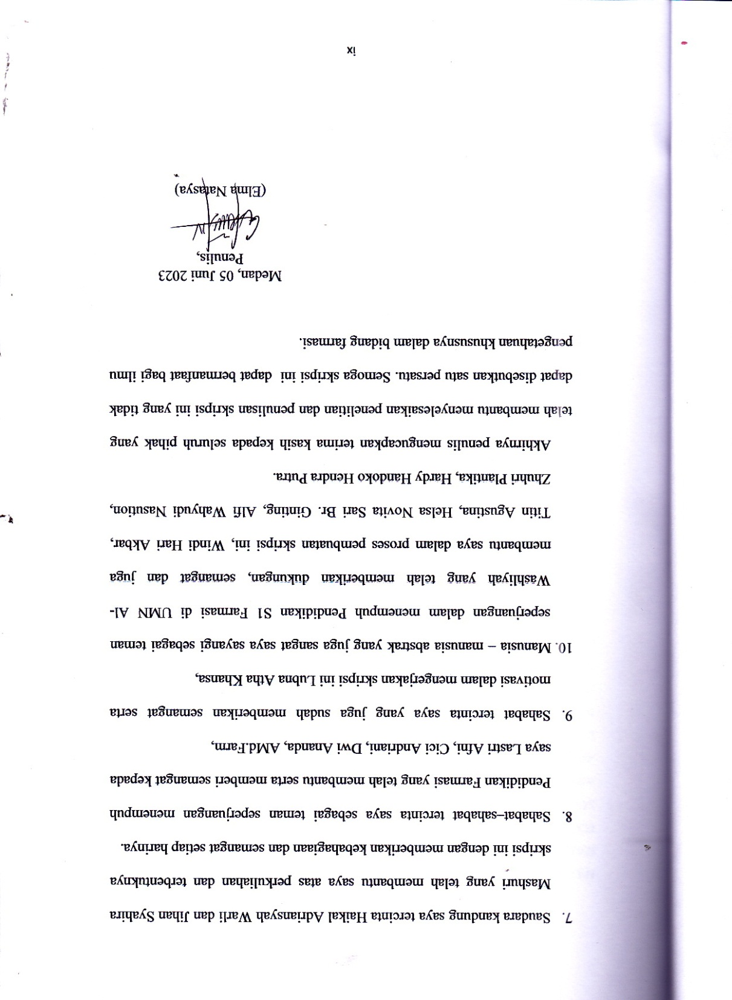 7. Saudara kandung saya tercinta Haikal Adriansyah Warli dan Jihan Syahira
Mashuri yang telah membantu saya atas perkuliahan dan terbentuknya
skripsi ini dengan memberikan kebahagiaan dan semangat setiap harinya.
8. Sahabat–sahabat tercinta saya sebagai teman seperjuangan menempuh
Pendidikan Farmasi yang telah membantu serta memberi semangat kepada
saya Lastri Afni, Cici Andriani, Dwi Ananda, AMd.Farm,
9. Sahabat tercinta saya yang juga sudah memberikan semangat serta
motivasi dalam mengerjakan skripsi ini Lubna Atha Khansa,
10. Manusia – manusia abstrak yang juga sangat saya sayangi sebagai teman
seperjuangan dalam menempuh Pendidikan S1 Farmasi di UMN Al-
Washliyah yang telah memberikan dukungan, semangat dan juga
membantu saya dalam proses pembuatan skripsi ini, Windi Hari Akbar,
Titin Agustina, Helsa Novita Sari Br. Ginting, Alfi Wahyudi Nasution,
Zhuhri Plantika, Hardy Handoko Hendra Putra.
Akhirnya penulis mengucapkan terima kasih kepada seluruh pihak yang
telah membantu menyelesaikan penelitian dan penulisan skripsi ini yang tidak
dapat disebutkan satu persatu. Semoga skripsi ini dapat bermanfaat bagi ilmu
pengetahuan khususnya dalam bidang farmasi.
Medan, 05 Juni 2023
Penulis,
(Elma Natasya)
ix